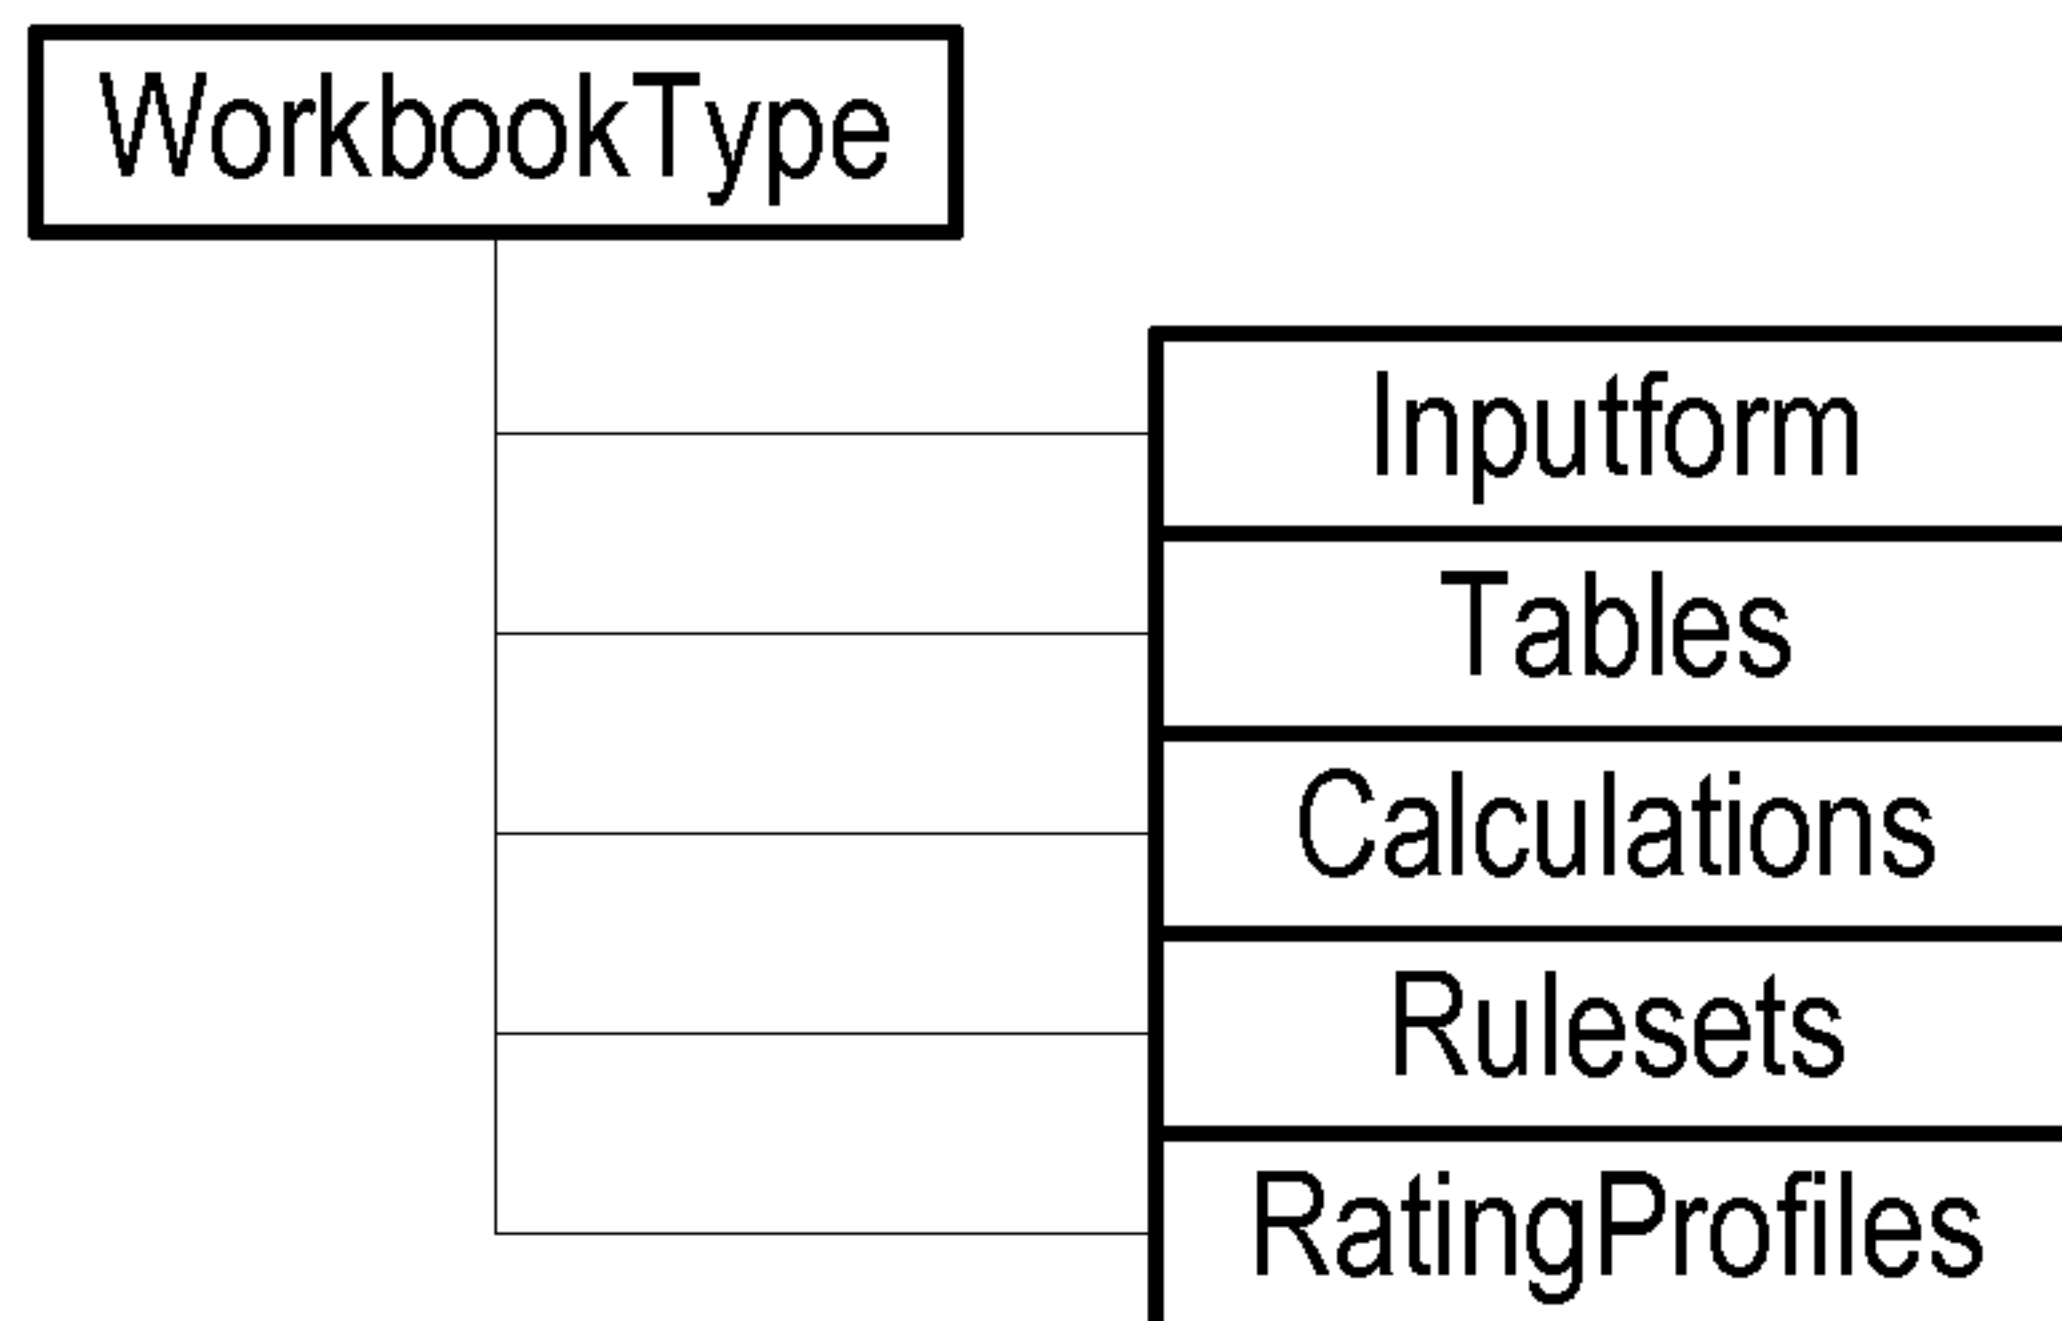 WorkbookType
Inputform
Tables
Calculations
Rulesets
RatingProfiles